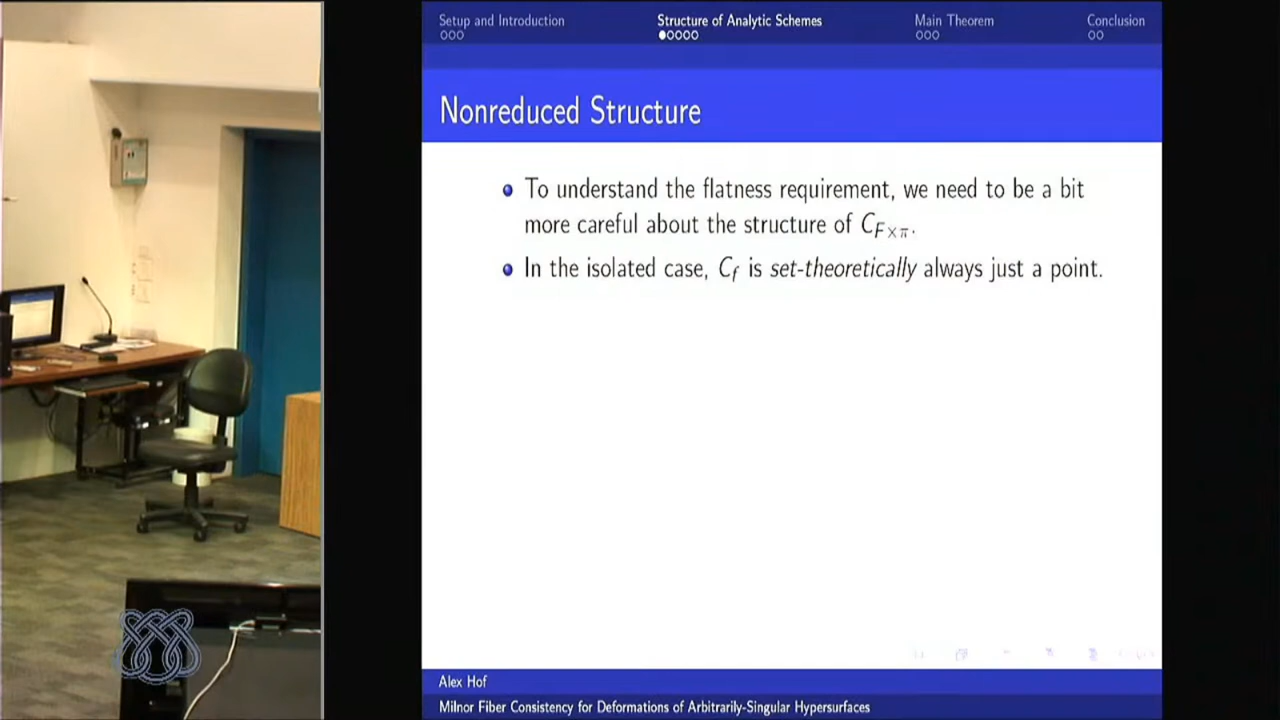 Setup and Introduction
Structure of Analytic Schemes
Main Theorem
Conclusion
Nonreduced Structure
To understand the flatness requirement, we need to be a bit
more careful about the structure of C_{F×π}.
In the isolated case, C_f is set-theoretically always just a point.
Alex Hof
Milnor Fiber Consistency for Deformations of Arbitrarily-Singular Hypersurfaces